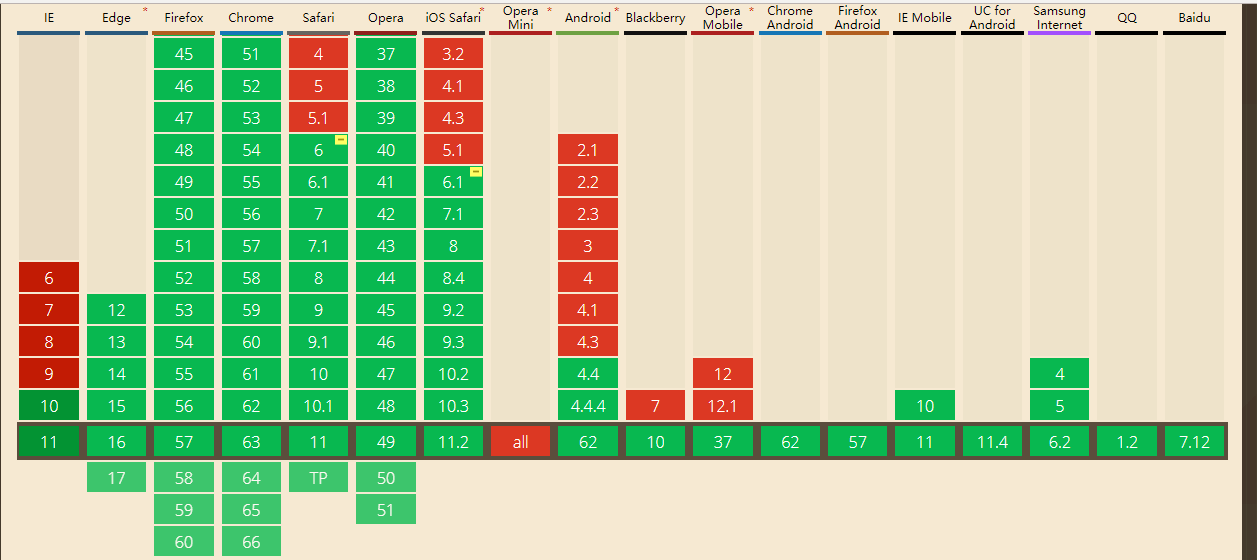 IE Edge * Firefox Chrome Safari Opera iOS Safari * Opera Mini Android * Blackberry Opera Mobile * Chrome Android Firefox Android IE Mobile UC for Android Samsung Internet QQ Baidu
45 51 4 37 3.2
46 52 5 38 4.1
47 53 5.1 39 4.3
48 54 6 - 40 5.1 2.1
49 55 6.1 41 6.1 - 2.2
50 56 7 42 7.1 2.3
51 57 7.1 43 8 3
6 52 58 8 44 8.4 4
7 12 53 59 9 45 9.2 4.1
8 13 54 60 9.1 46 9.3 4.3
9 14 55 61 10 47 10.2 4.4 12 4
10 15 56 62 10.1 48 10.3 4.4.4 7 12.1 10 5
11 16 57 63 11 49 11.2 all 62 10 37 62 57 11 11.4 6.2 1.2 7.12
17 58 64 TP 50
59 65 51
60 66